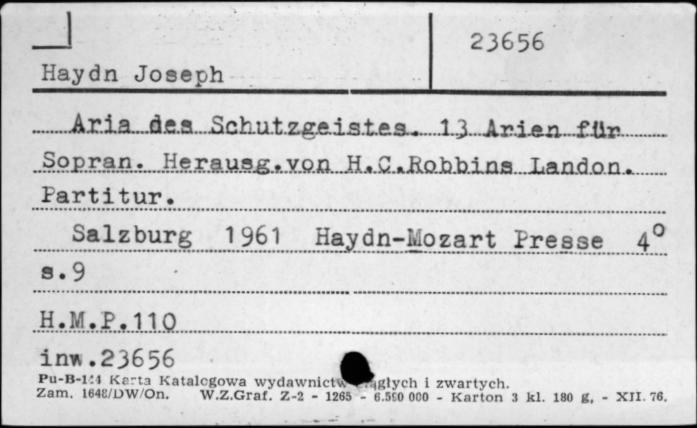 23656
Haydn Joseph
Aria des Schutzgeistes. 13 Arien für
Sopran. Herausg.von H.C.Robbins Landon.
Partitur.
Salzburg 1961 Haydn-Mozart Presse 4°
s.9
H.M.P.110
inw.23656
Pu-B-144 Karta Katalogowa wydawnictw ciągłych i zwartych.
Zam. 1648/DW/On. W.Z.Graf. Z-2 - 1265 - 6.500 000 - Karton 3 kl. 180 g. - XII. 76.